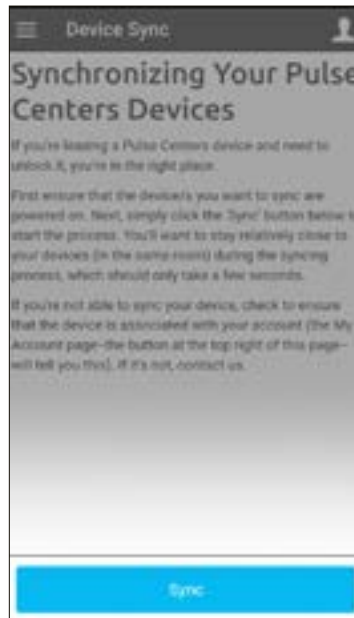 Device Sync
Synchronizing Your Pulse
Centers Devices
If you're leasing a Pulse Centers device and need to
unlock it, you're in the right place.
First ensure that the device/s you want to sync are
powered on. Next, simply click the 'Sync' button below t
start the process. You'll want to stay relatively close to
your devices (in the same room) during the syncing
process, which should only take a few seconds.
If you're not able to sync your device, check to ensure
that the device is associated with your account (the My
Account page-the button at the top right of this page-
will tell you this). If it's not, contact us.
Sync